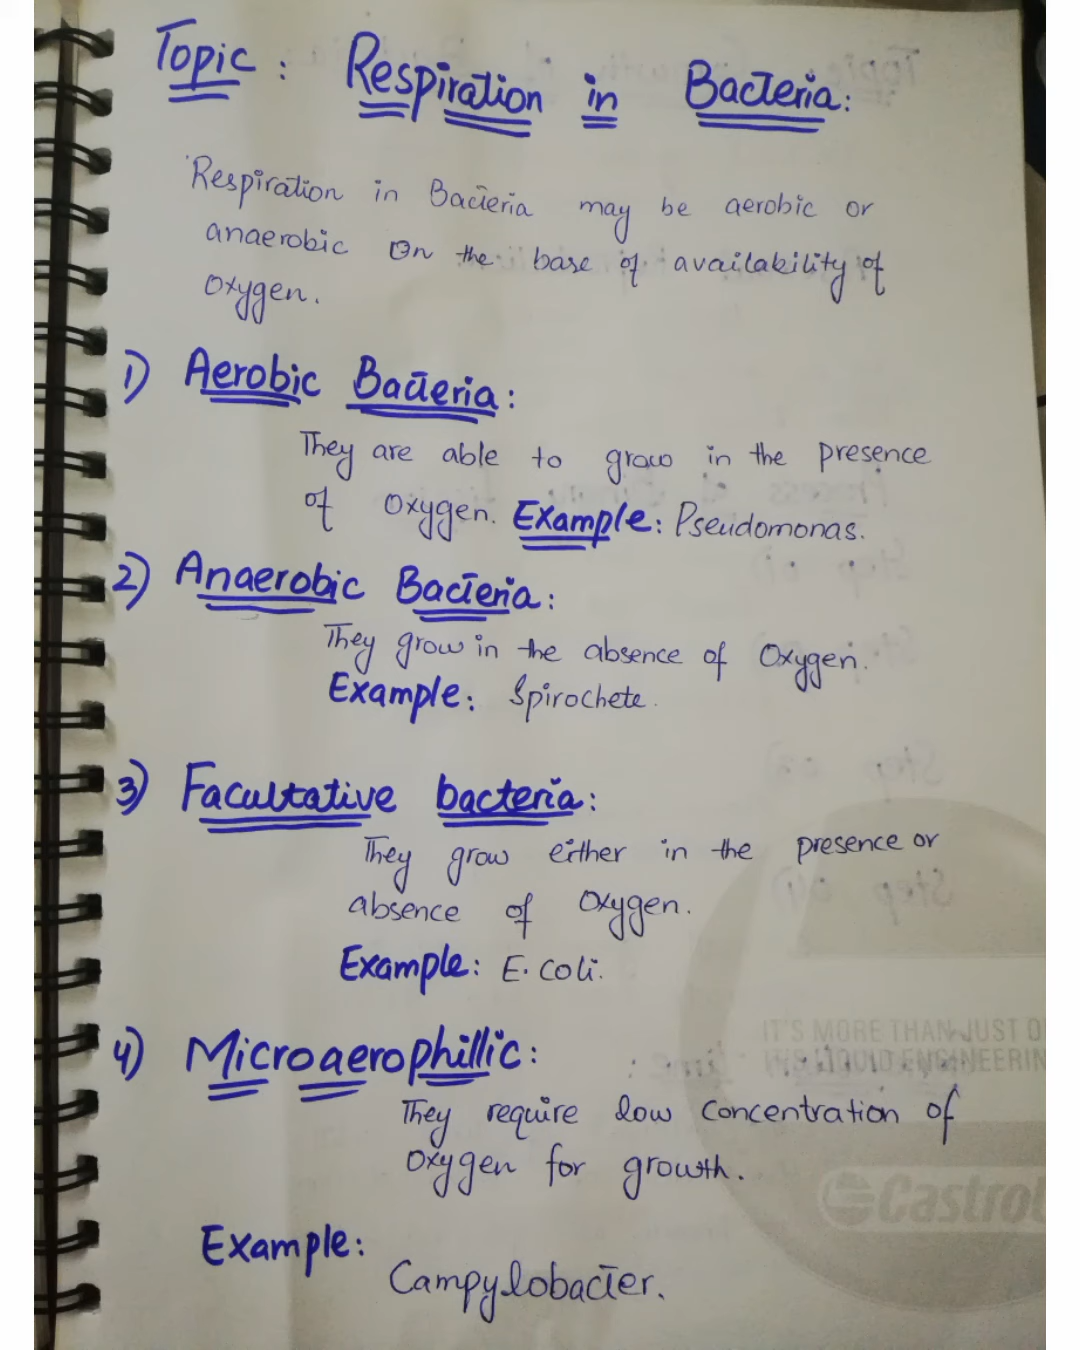 Topic: Respiration in Bacteria:
Respiration in Bacteria may be aerobic or
anaerobic On the base of availability of
Oxygen.
1) Aerobic Bacteria:
They are able to grow in the presence
of Oxygen. Example: Pseudomonas.
2) Anaerobic Bacteria:
They grow in the absence of Oxygen.
Example: Spirochete.
3) Facultative bacteria:
They grow either in the presence or
absence of Oxygen.
Example: E. coli.
4) Microaerophillic:
They require low concentration of
Oxygen for growth.
Example:
Campylobacter.
IT'S MORE THAN JUST O
IT'S LIQUID ENGINEERIN
Castrol